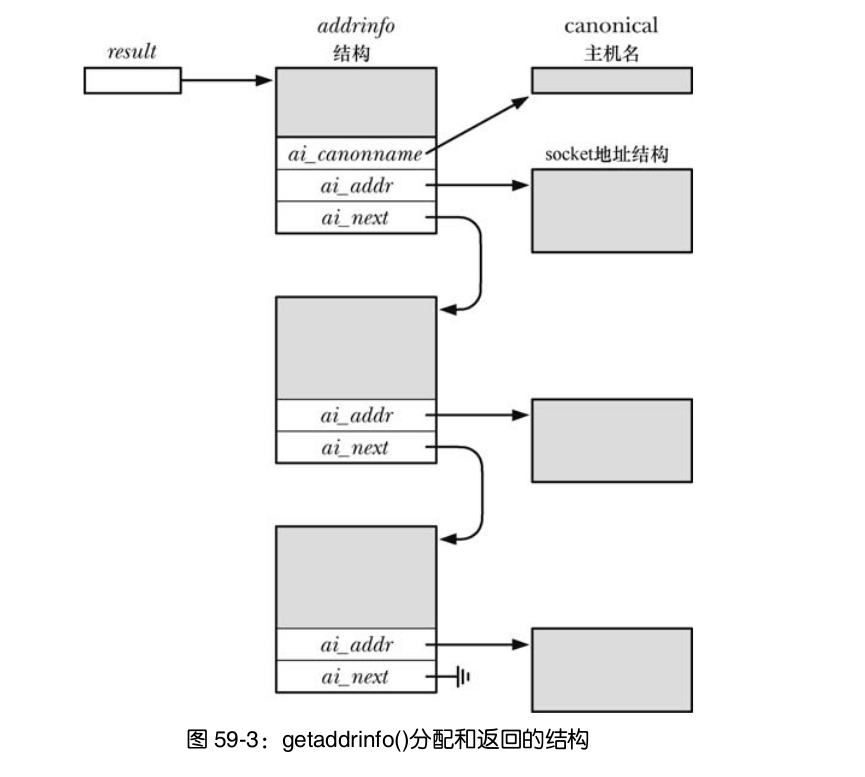 result
addrinfo
结构
canonical
主机名
ai_canonname
ai_addr
ai_next
socket地址结构
ai_addr
ai_next
ai_addr
ai_next
图 59-3：getaddrinfo()分配和返回的结构